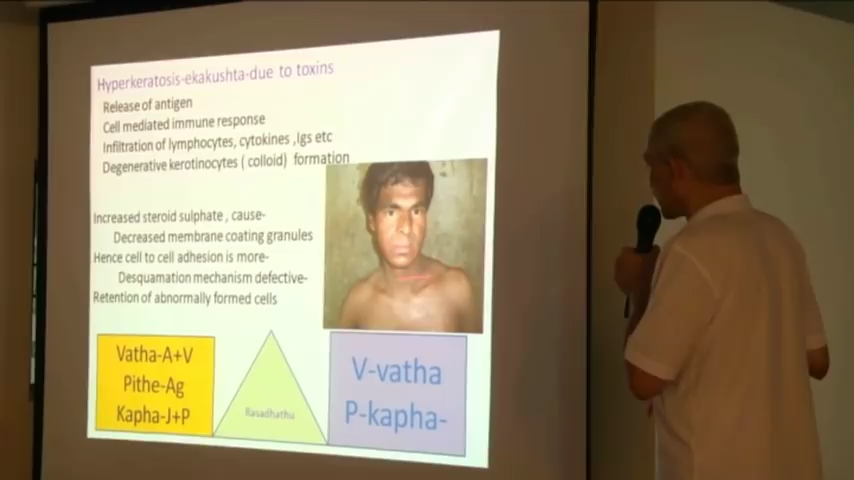 Hyperkeratosis-ekakushta-due to toxins
Release of antigen
Cell mediated immune response
Infiltration of lymphocytes, cytokines ,Igs etc
Degenerative kerotinocytes ( colloid) formation
Increased steroid sulphate , cause-
Decreased membrane coating granules
Hence cell to cell adhesion is more-
Desquamation mechanism defective-
Retention of abnormally formed cells
Vatha-A+V
Pithe-Ag
Kapha-J+P
Rasadhathu
V-vatha
P-kapha-